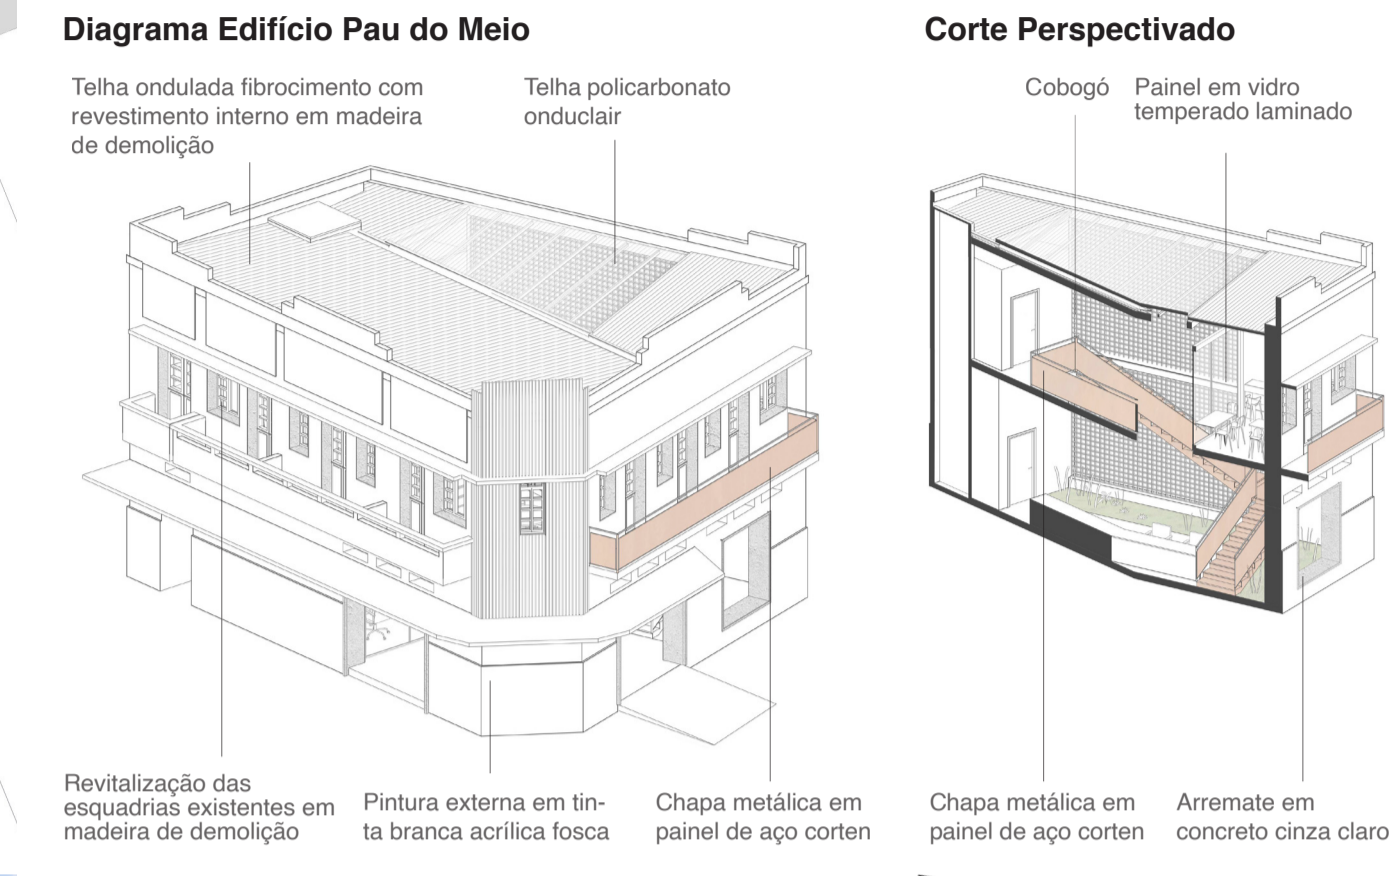 Diagrama Edifício Pau do Meio
Telha ondulada fibrocimento com
revestimento interno em madeira
de demolição
Telha policarbonato
onduclair
Revitalização das
esquadrias existentes em
madeira de demolição
Pintura externa em tin-
ta branca acrílica fosca
Chapa metálica em
painel de aço corten
Corte Perspectivado
Cobogó
Painel em vidro
temperado laminado
Chapa metálica em
painel de aço corten
Arremate em
concreto cinza claro